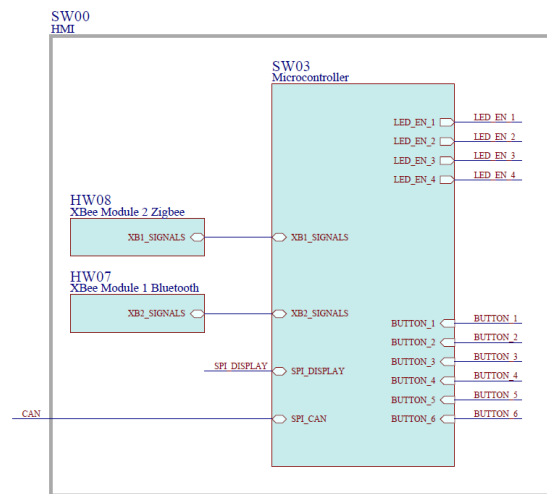 SW00
HMI
SW03
Microcontroller
LED_EN_1 LED_EN_1
LED_EN_2 LED_EN_2
LED_EN_3 LED_EN_3
LED_EN_4 LED_EN_4
HW08
XBee Module 2 Zigbee
XB1_SIGNALS XB1_SIGNALS
HW07
XBee Module 1 Bluetooth
XB2_SIGNALS XB2_SIGNALS
BUTTON_1 BUTTON_1
BUTTON_2 BUTTON_2
BUTTON_3 BUTTON_3
SPI_DISPLAY SPI_DISPLAY
BUTTON_4 BUTTON_4
BUTTON_5 BUTTON_5
CAN SPI_CAN BUTTON_6 BUTTON_6